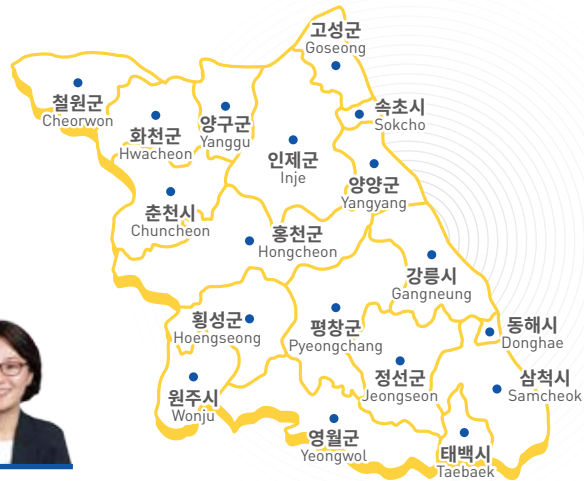 고성군
Goseong
철원군
Cheorwon
화천군
Hwacheon
양구군
Yanggu
속초시
Sokcho
인제군
Inje
양양군
Yangyang
춘천시
Chuncheon
홍천군
Hongcheon
강릉시
Gangneung
횡성군
Hoengseong
평창군
Pyeongchang
동해시
Donghae
정선군
Jeongseon
삼척시
Samcheok
원주시
Wonju
영월군
Yeongwol
태백시
Taebaek